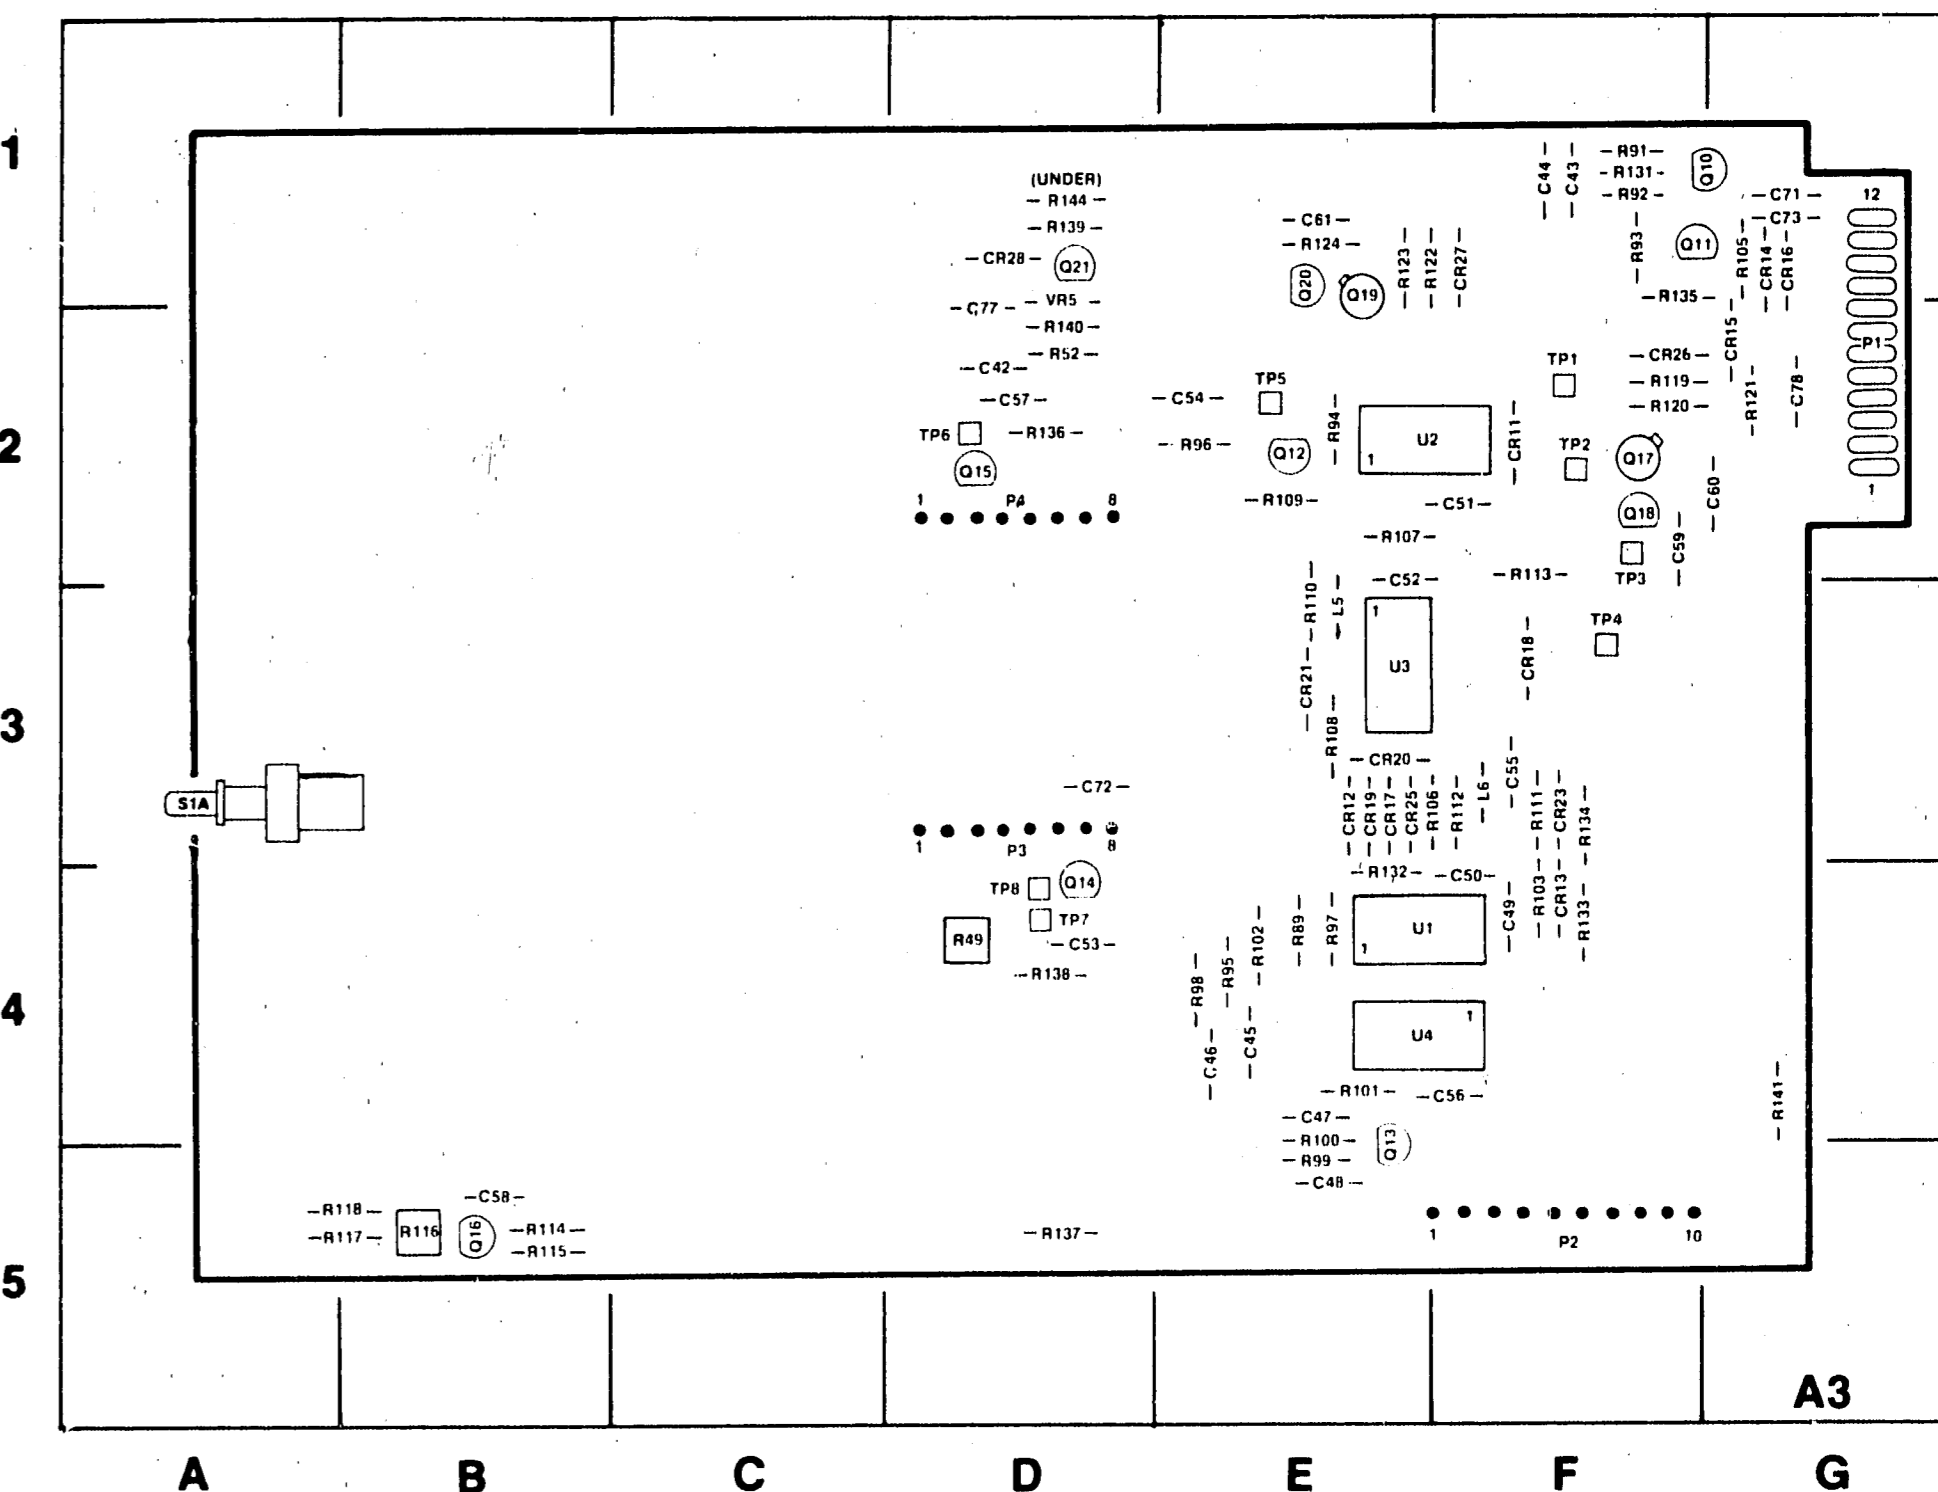 1
R91
R131
R92
C44
C43
Q10
(UNDER)
R144
R139
C71
12
C73
C61
R124
R93
Q11
R105
CR14
CR16
CR28
Q21
R123
R122
CR27
Q20
Q19
R135
C77
VR5
R140
R52
C42
CR15
P1
TP1
CR26
TP5
R119
C57
C54
R120
R121
C78
2
TP6
R136
R94
U2
1
CR11
TP2
Q17
R96
Q12
Q15
1
P4
8
R109
C51
C60
1
Q18
R107
C59
R113
TP3
C52
R110
L5
1
TP4
U3
CR18
CR21
3
R108
CR20
C55
C72
S1A
CR12
CR19
CR17
CR25
R106
R112
L6
R111
CR23
R134
1
P3
8
R132
C50
TP8
Q14
TP7
R49
C53
R102
R89
R97
U1
1
C49
R103
CR13
R133
R138
R98
R95
4
1
U4
C46
C45
R101
C56
R141
C47
R100
R99
Q13
C48
C58
R118
R117
R116
Q16
R114
R115
R137
1
P2
10
5
A3
A B C D E F G